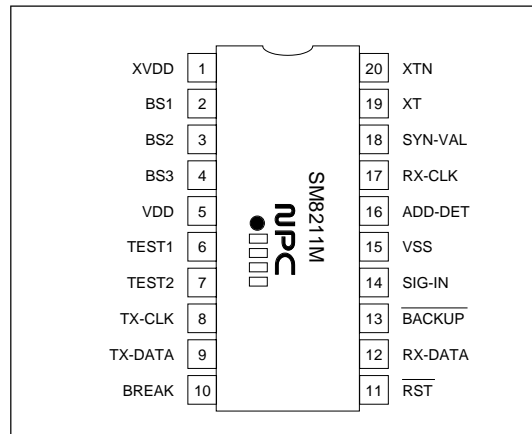 XVDD 1 20 XTN
BS1 2 19 XT
BS2 3 18 SYN-VAL
BS3 4 17 RX-CLK
VDD 5 16 ADD-DET
TEST1 6 15 VSS
TEST2 7 14 SIG-IN
TX-CLK 8 13 BACKUP
TX-DATA 9 12 RX-DATA
BREAK 10 11 RST
SM8211M
NPC